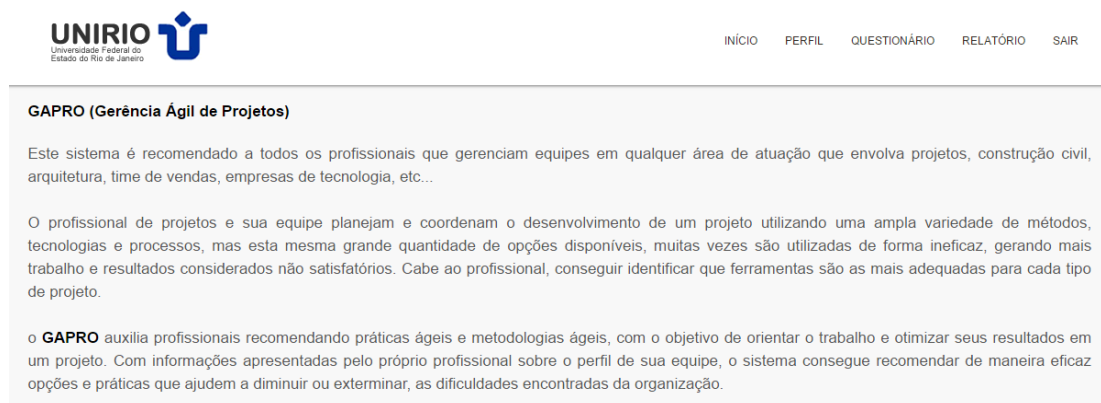 UNIRIO
Universidade Federal do
Estado do Rio de Janeiro
INÍCIO PERFIL QUESTIONÁRIO RELATÓRIO SAIR
GAPRO (Gerência Ágil de Projetos)
Este sistema é recomendado a todos os profissionais que gerenciam equipes em qualquer área de atuação que envolva projetos, construção civil,
arquitetura, time de vendas, empresas de tecnologia, etc...
O profissional de projetos e sua equipe planejam e coordenam o desenvolvimento de um projeto utilizando uma ampla variedade de métodos,
tecnologias e processos, mas esta mesma grande quantidade de opções disponíveis, muitas vezes são utilizadas de forma ineficaz, gerando mais
trabalho e resultados considerados não satisfatórios. Cabe ao profissional, conseguir identificar que ferramentas são as mais adequadas para cada tipo
de projeto.
o GAPRO auxilia profissionais recomendando práticas ágeis e metodologias ágeis, com o objetivo de orientar o trabalho e otimizar seus resultados em
um projeto. Com informações apresentadas pelo próprio profissional sobre o perfil de sua equipe, o sistema consegue recomendar de maneira eficaz
opções e práticas que ajudem a diminuir ou exterminar, as dificuldades encontradas da organização.